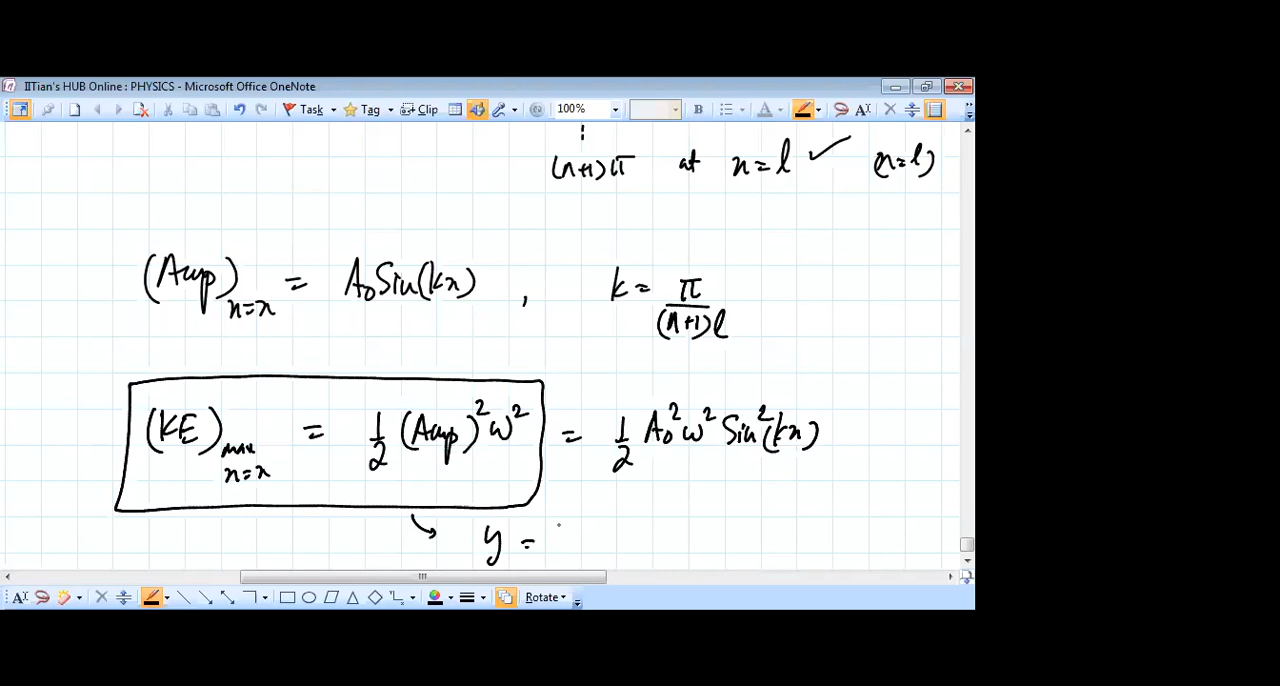 IITian's HUB Online : PHYSICS - Microsoft Office OneNote
Task Tag Clip 100% B A
(n+1)π at x=l ✓ (x=l)
(Amp)x=x = A₀Sin(kx) , k = π/(n+1)l
(KE)max x=x = 1/2 (Amp)²ω² = 1/2 A₀²ω² Sin²(kx)
y =
Rotate